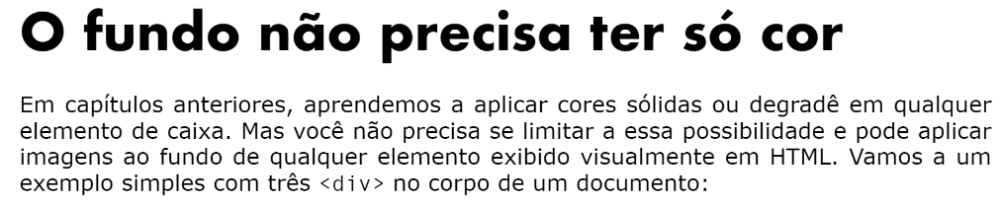 O fundo não precisa ter só cor
Em capítulos anteriores, aprendemos a aplicar cores sólidas ou degradê em qualquer
elemento de caixa. Mas você não precisa se limitar a essa possibilidade e pode aplicar
imagens ao fundo de qualquer elemento exibido visualmente em HTML. Vamos a um
exemplo simples com três <div> no corpo de um documento: